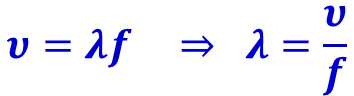 υ = λf ⇒ λ = υ/f